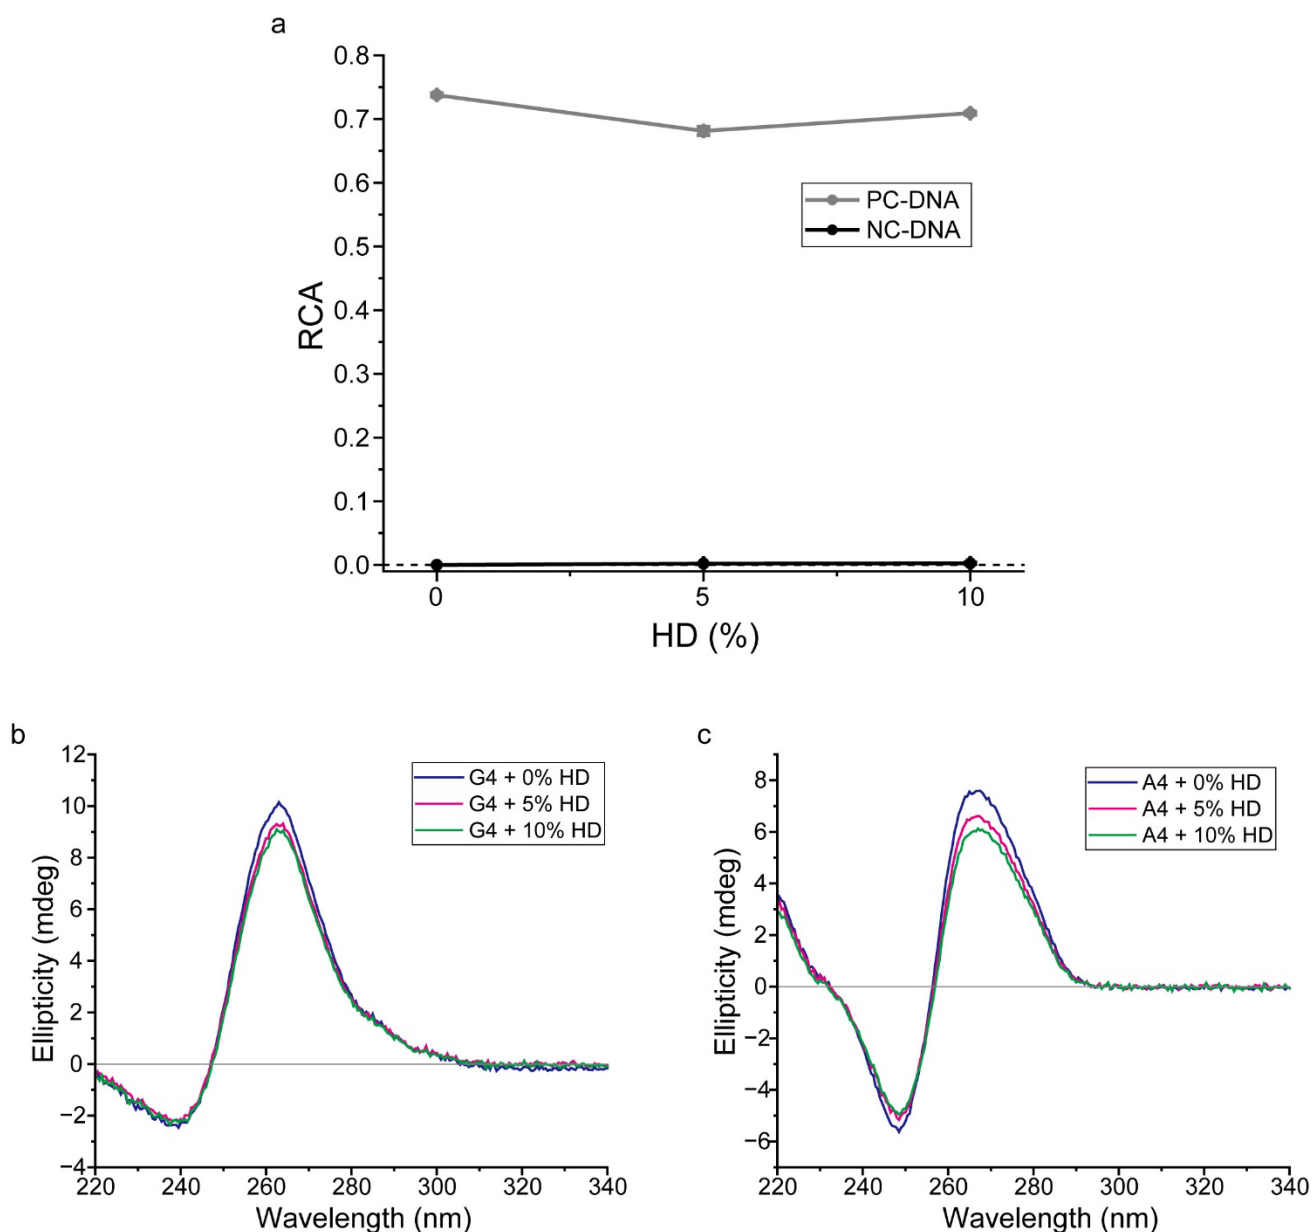 a
0.8
0.7
0.6
0.5
0.4
0.3
0.2
0.1
0.0
RCA
PC-DNA
NC-DNA
0 5 10
HD (%)
b
12
10
8
6
4
2
0
−2
−4
Ellipticity (mdeg)
G4 + 0% HD
G4 + 5% HD
G4 + 10% HD
220 240 260 280 300 320 340
Wavelength (nm)
c
8
6
4
2
0
−2
−4
−6
Ellipticity (mdeg)
A4 + 0% HD
A4 + 5% HD
A4 + 10% HD
220 240 260 280 300 320 340
Wavelength (nm)